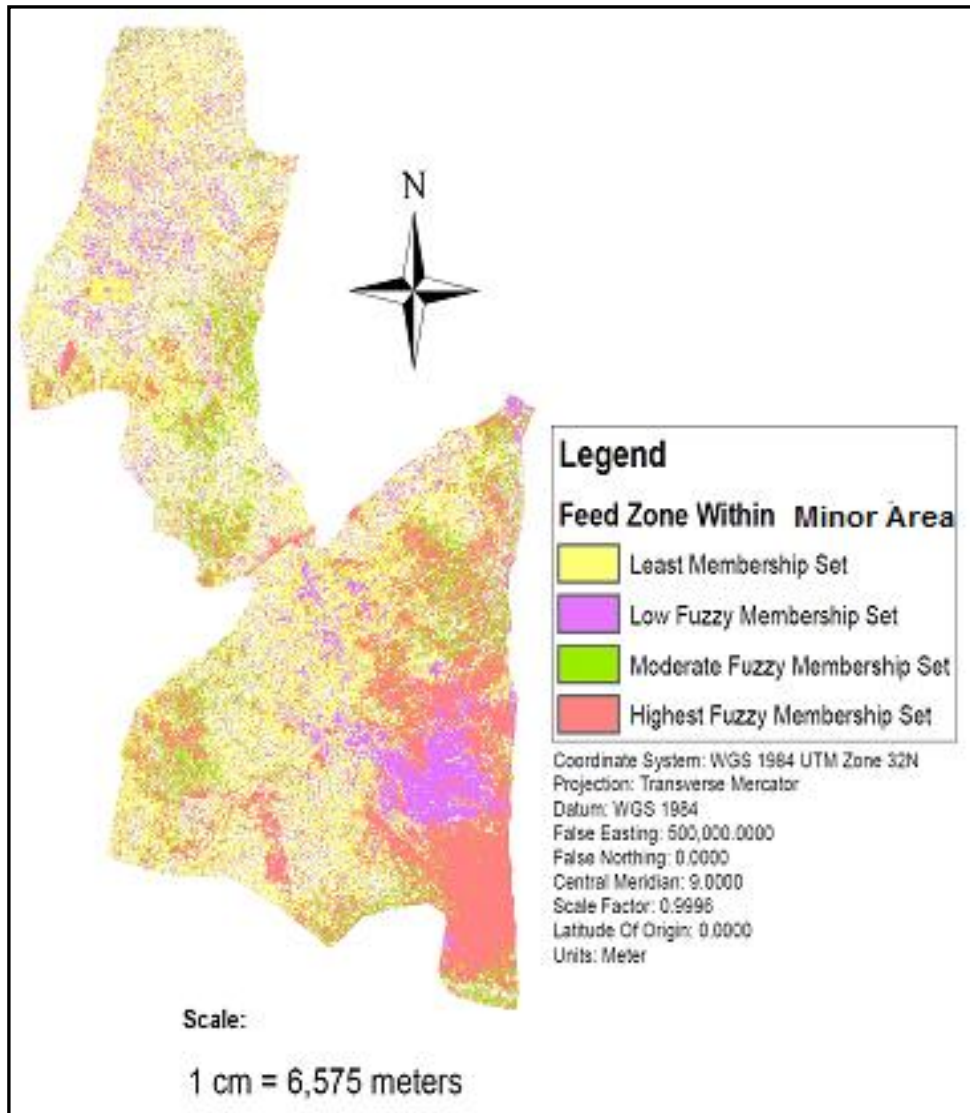 N
Legend
Feed Zone Within Minor Area
Least Membership Set
Low Fuzzy Membership Set
Moderate Fuzzy Membership Set
Highest Fuzzy Membership Set
Coordinate System: WGS 1984 UTM Zone 32N
Projection: Transverse Mercator
Datum: WGS 1984
False Easting: 500,000.0000
False Northing: 0.0000
Central Meridian: 9.0000
Scale Factor: 0.9996
Latitude Of Origin: 0.0000
Units: Meter
Scale:
1 cm = 6,575 meters